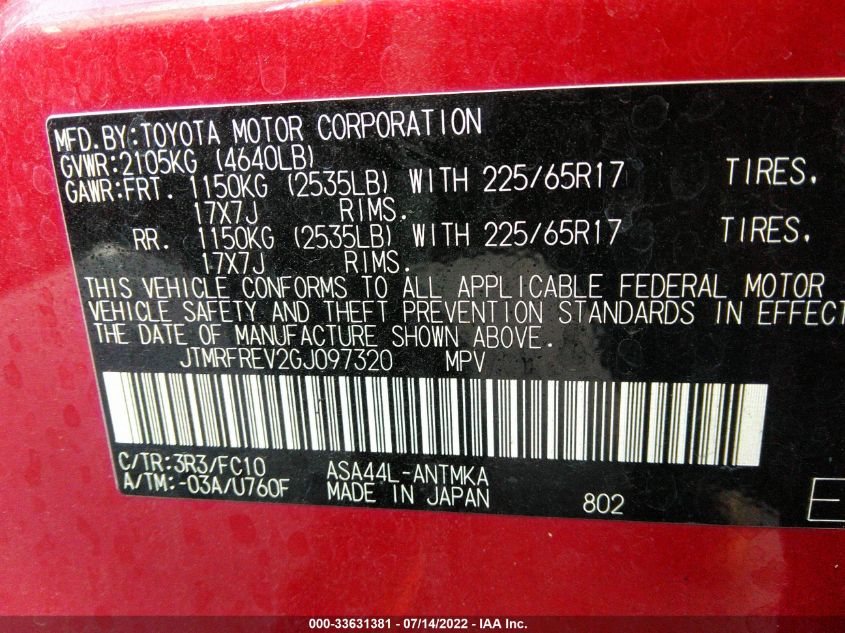 MFD.BY:TOYOTA MOTOR CORPORATION
GVWR:2105KG (4640LB)
GAWR:FRT. 1150KG (2535LB) WITH 225/65R17 TIRES.
17X7J RIMS.
RR. 1150KG (2535LB) WITH 225/65R17 TIRES.
17X7J RIMS.
THIS VEHICLE CONFORMS TO ALL APPLICABLE FEDERAL MOTOR
VEHICLE SAFETY AND THEFT PREVENTION STANDARDS IN EFFECT
THE DATE OF MANUFACTURE SHOWN ABOVE.
JTMRFREV2GJ097320 MPV
C/TR:3R3/FC10 ASA44L-ANTMKA
A/TM:-03A/U760F MADE IN JAPAN 802
000-33631381 - 07/14/2022 - IAA Inc.